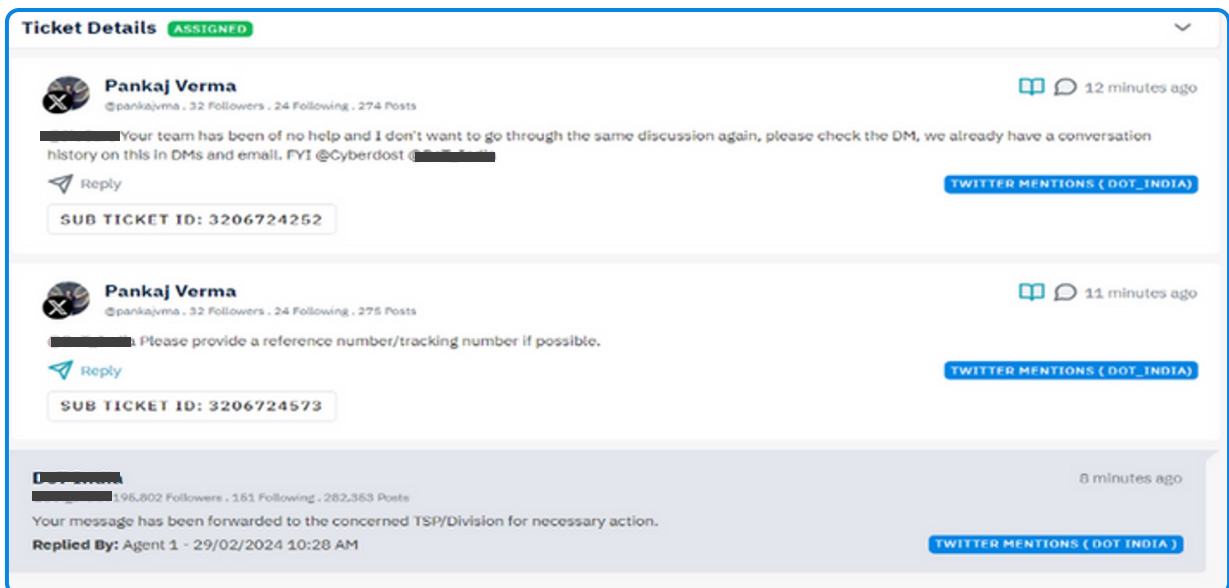 Ticket Details ASSIGNED
Pankaj Verma
12 minutes ago
@pankajvma . 32 Followers . 24 Following . 274 Posts
Your team has been of no help and I don't want to go through the same discussion again, please check the DM, we already have a conversation
history on this in DMs and email. FYI @Cyberdost
Reply
TWITTER MENTIONS ( DOT_INDIA)
SUB TICKET ID: 3206724252
Pankaj Verma
11 minutes ago
@pankajvma . 32 Followers . 24 Following . 275 Posts
Please provide a reference number/tracking number if possible.
Reply
TWITTER MENTIONS ( DOT_INDIA)
SUB TICKET ID: 3206724573
8 minutes ago
196,802 Followers . 151 Following . 282,353 Posts
Your message has been forwarded to the concerned TSP/Division for necessary action.
Replied By: Agent 1 - 29/02/2024 10:28 AM
TWITTER MENTIONS ( DOT INDIA )